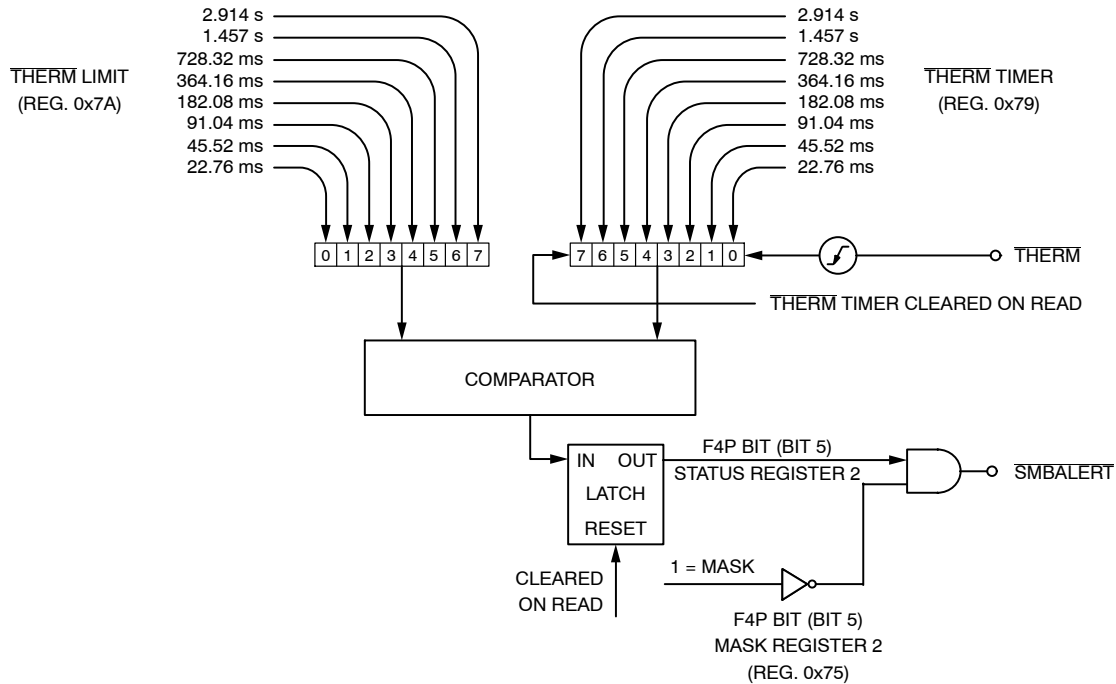 2.914 s
1.457 s
728.32 ms
364.16 ms
182.08 ms
91.04 ms
45.52 ms
22.76 ms
THERM LIMIT
(REG. 0x7A)
2.914 s
1.457 s
728.32 ms
364.16 ms
182.08 ms
91.04 ms
45.52 ms
22.76 ms
THERM TIMER
(REG. 0x79)
0 1 2 3 4 5 6 7
7 6 5 4 3 2 1 0
THERM
THERM TIMER CLEARED ON READ
COMPARATOR
IN OUT
LATCH
RESET
F4P BIT (BIT 5)
STATUS REGISTER 2
SMBALERT
CLEARED
ON READ
1 = MASK
F4P BIT (BIT 5)
MASK REGISTER 2
(REG. 0x75)